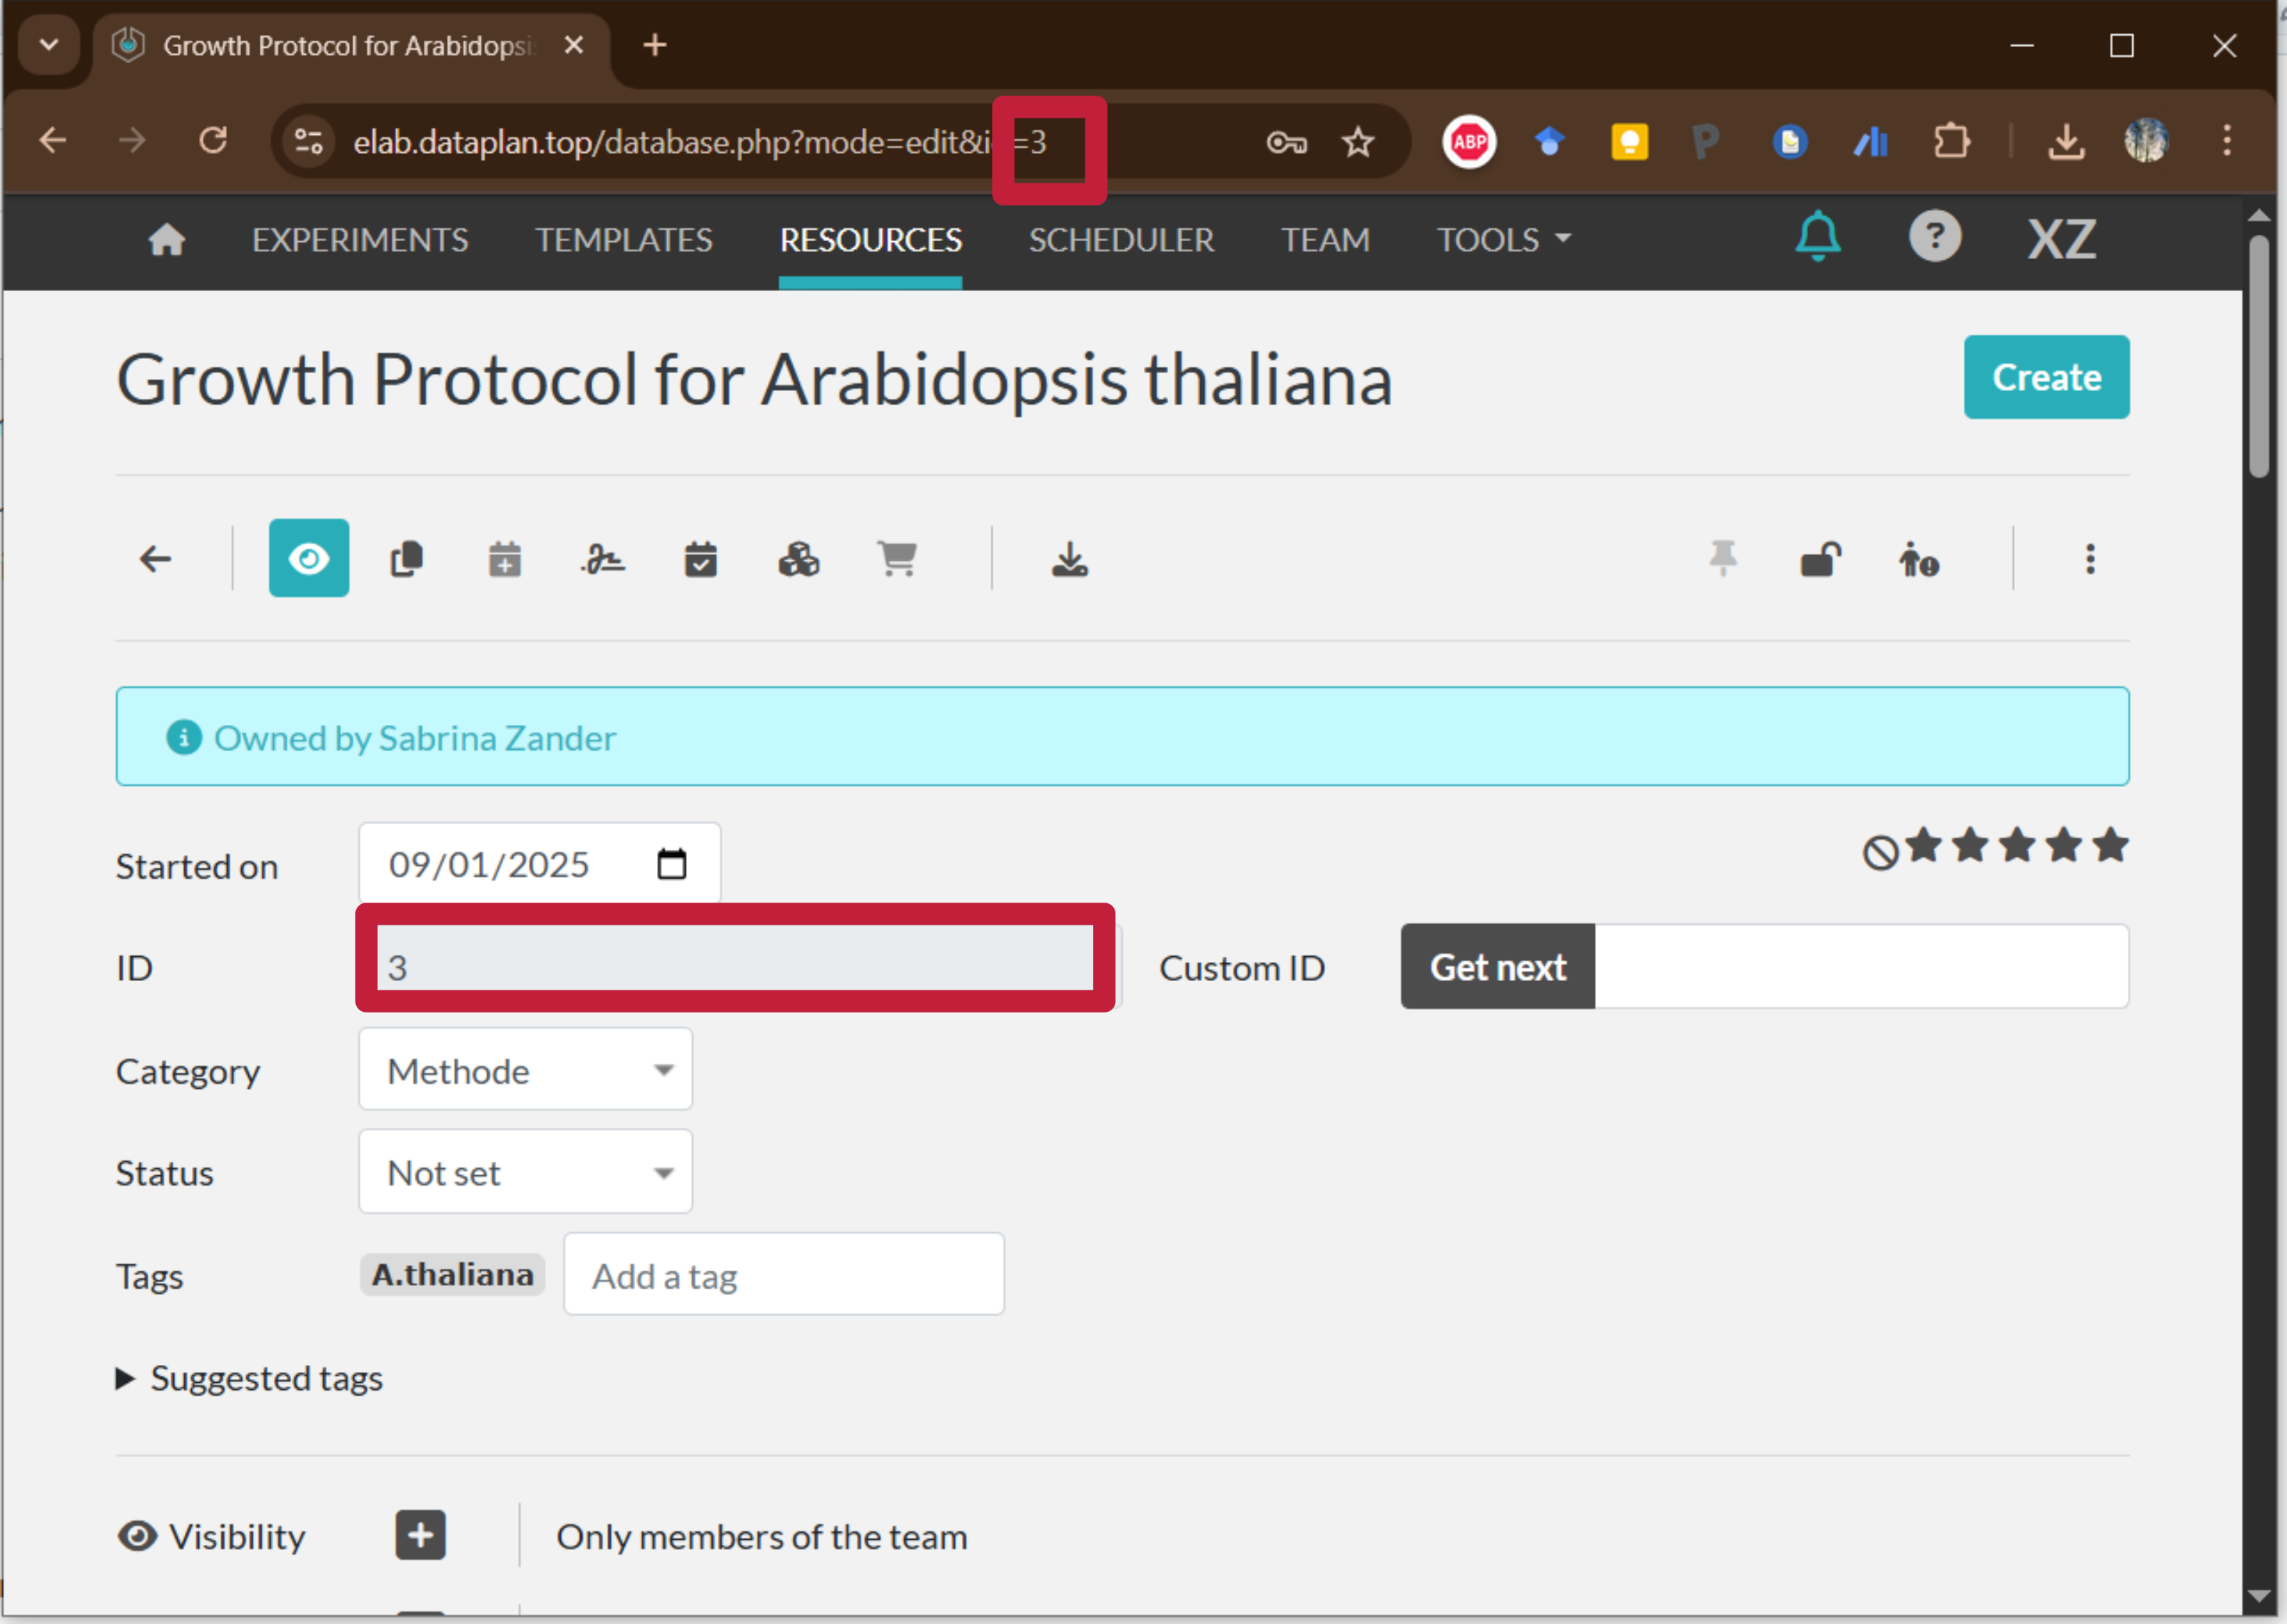 Growth Protocol for Arabidopsi
elab.dataplan.top/database.php?mode=edit&i =3
ABP
P
EXPERIMENTS TEMPLATES RESOURCES SCHEDULER TEAM TOOLS ? XZ
Growth Protocol for Arabidopsis thaliana
Create
Owned by Sabrina Zander
Started on 09/01/2025
ID 3 Custom ID Get next
Category Methode
Status Not set
Tags A.thaliana Add a tag
Suggested tags
Visibility + Only members of the team